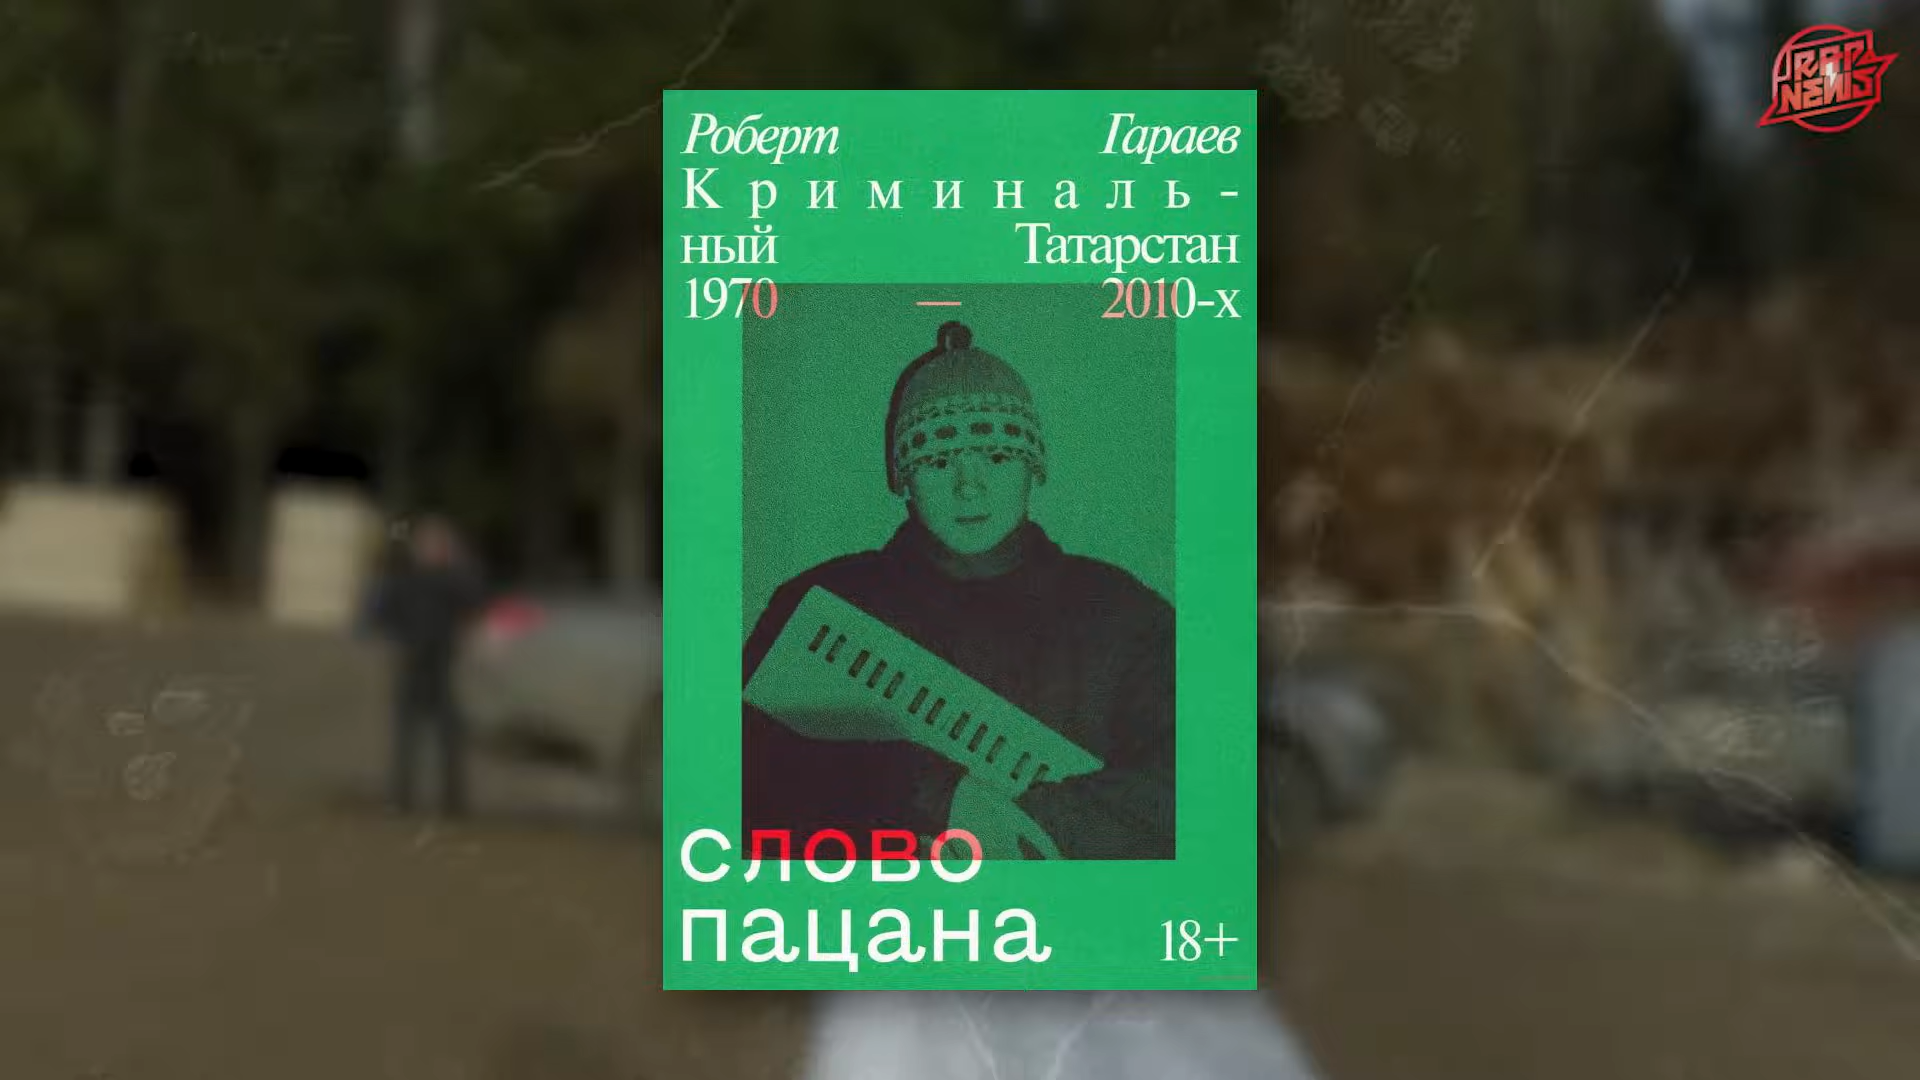 Роберт Гараев
Криминаль-
ный Татарстан
1970 — 2010-х
слово
пацана 18+
RAP
NEWS